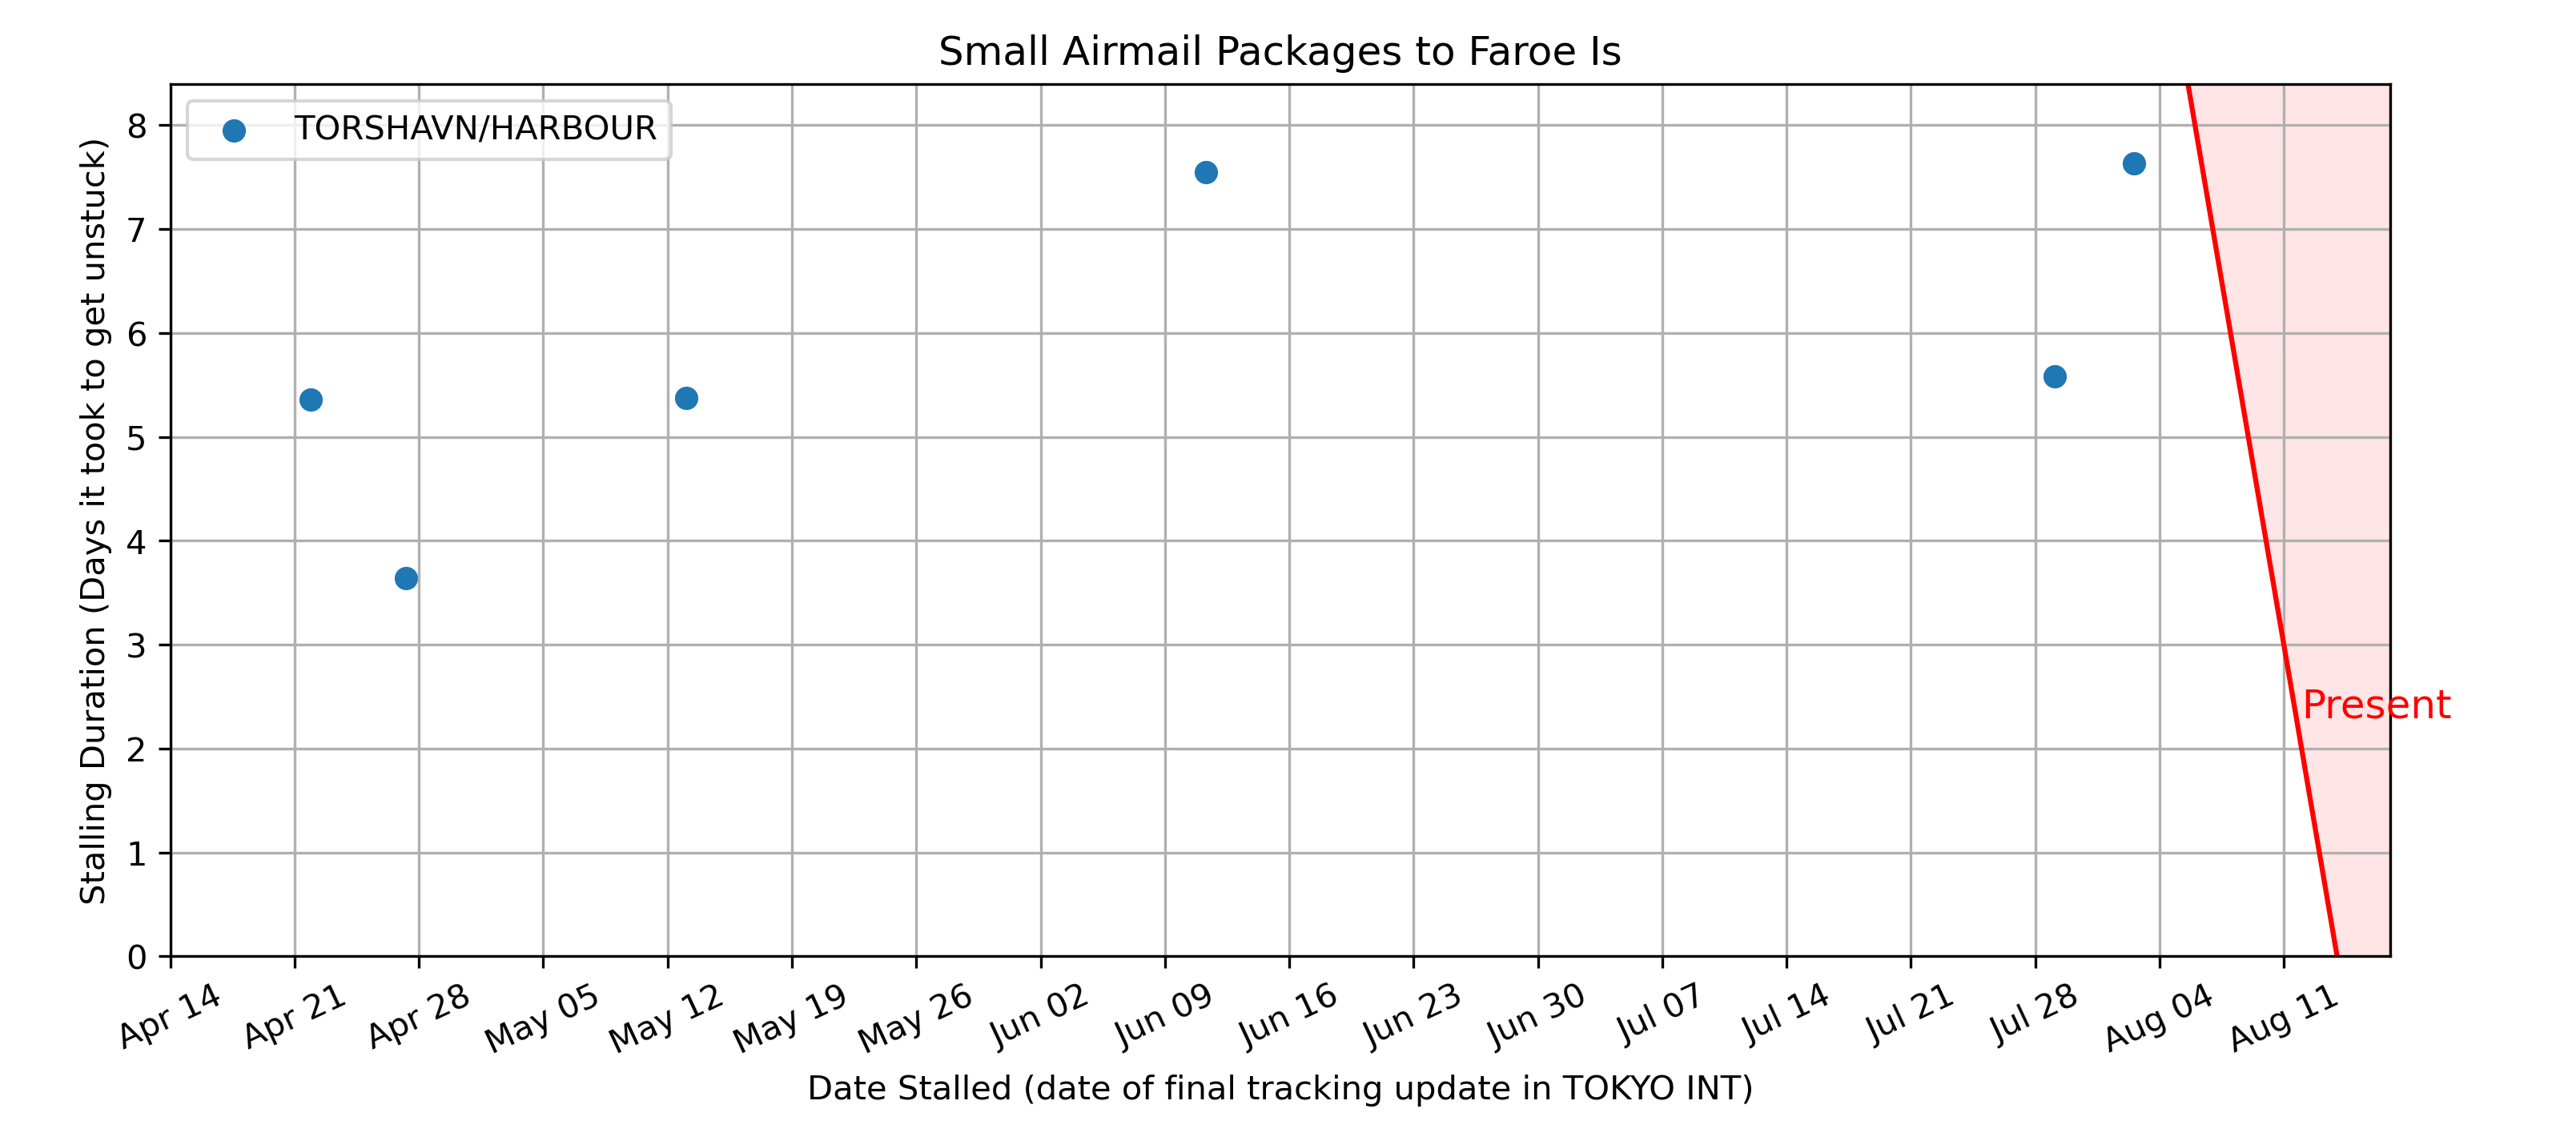 Small Airmail Packages to Faroe Is
TORSHAVN/HARBOUR
Stalling Duration (Days it took to get unstuck)
8
7
6
5
4
3
2
1
0
Present
Apr 14
Apr 21
Apr 28
May 05
May 12
May 19
May 26
Jun 02
Jun 09
Jun 16
Jun 23
Jun 30
Jul 07
Jul 14
Jul 21
Jul 28
Aug 04
Aug 11
Date Stalled (date of final tracking update in TOKYO INT)